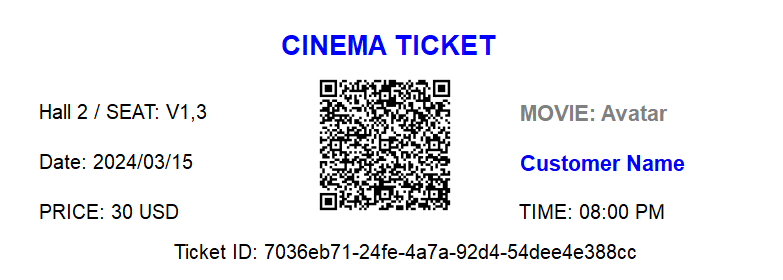 CINEMA TICKET
Hall 2 / SEAT: V1,3
MOVIE: Avatar
Date: 2024/03/15
Customer Name
PRICE: 30 USD
TIME: 08:00 PM
Ticket ID: 7036eb71-24fe-4a7a-92d4-54dee4e388cc